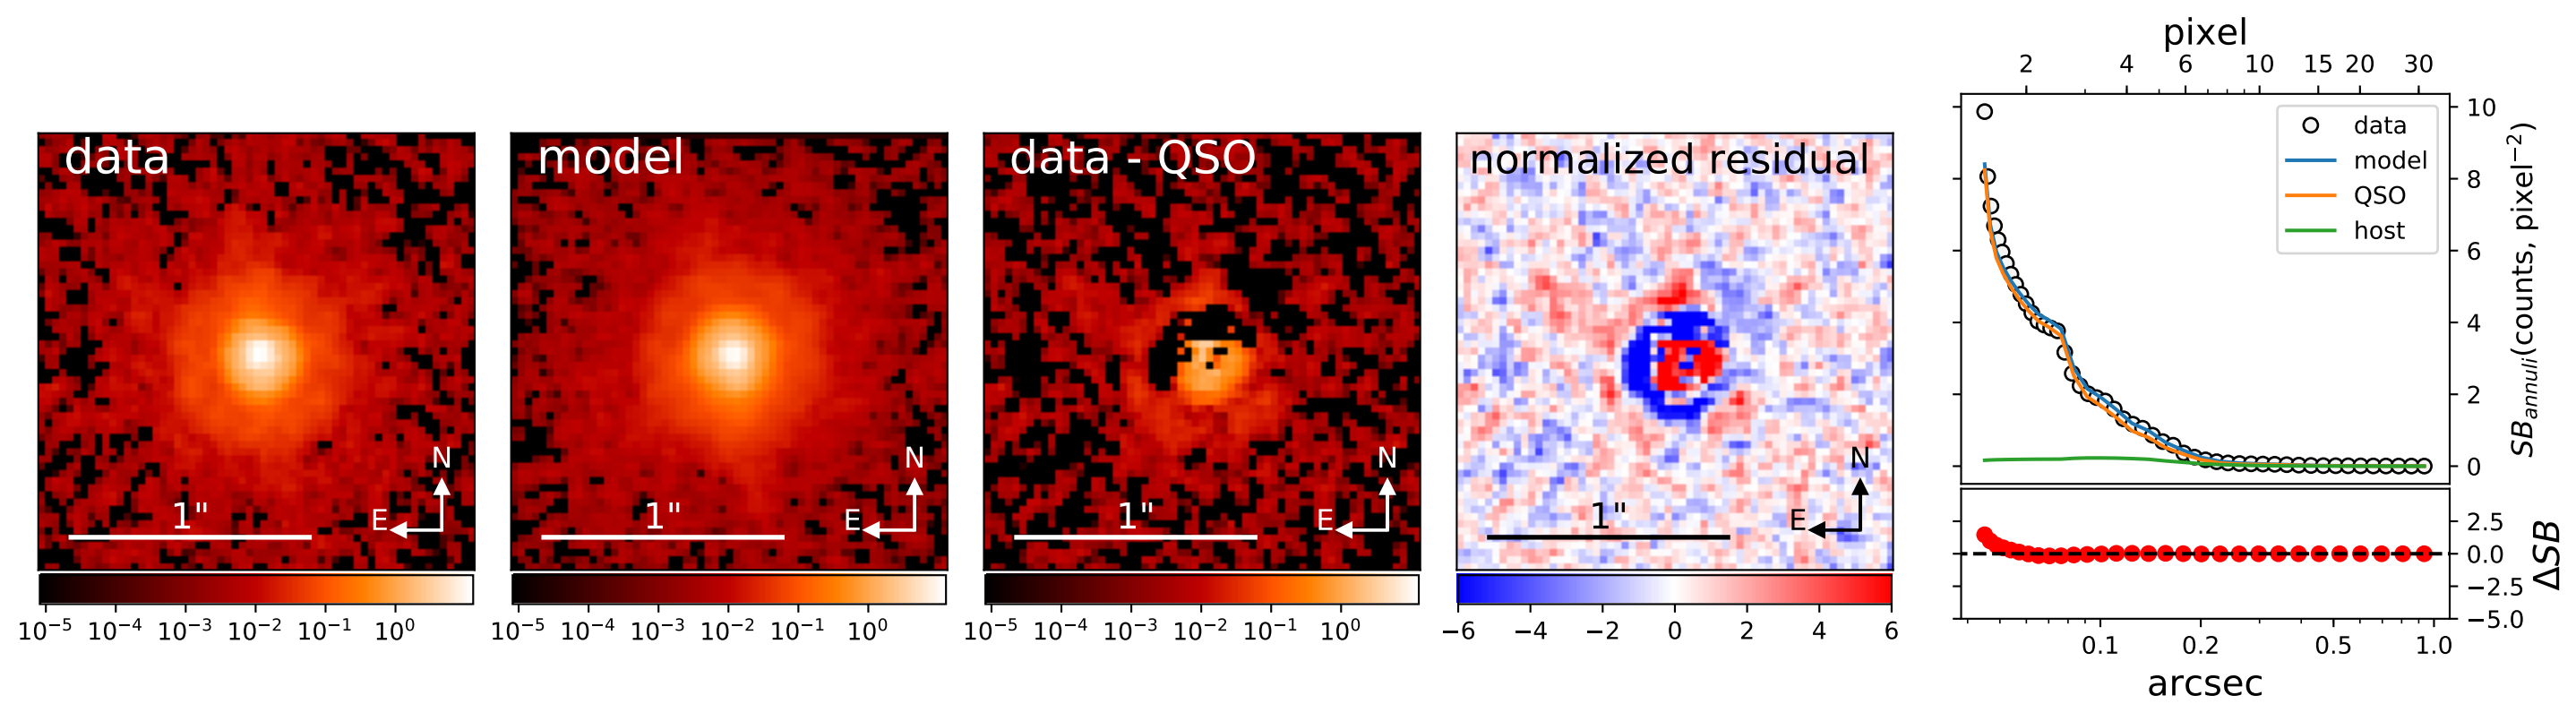 data
N
E
1"
10⁻⁵ 10⁻⁴ 10⁻³ 10⁻² 10⁻¹ 10⁰
model
N
E
1"
10⁻⁵ 10⁻⁴ 10⁻³ 10⁻² 10⁻¹ 10⁰
data - QSO
N
E
1"
10⁻⁵ 10⁻⁴ 10⁻³ 10⁻² 10⁻¹ 10⁰
normalized residual
N
E
1"
−6 −4 −2 0 2 4 6
pixel
2 4 6 10 15 20 30
data
model
QSO
host
10
8
6
4
2
0
SB_annuli(counts, pixel⁻²)
2.5
0.0
−2.5
−5.0
ΔSB
0.1 0.2 0.5 1.0
arcsec